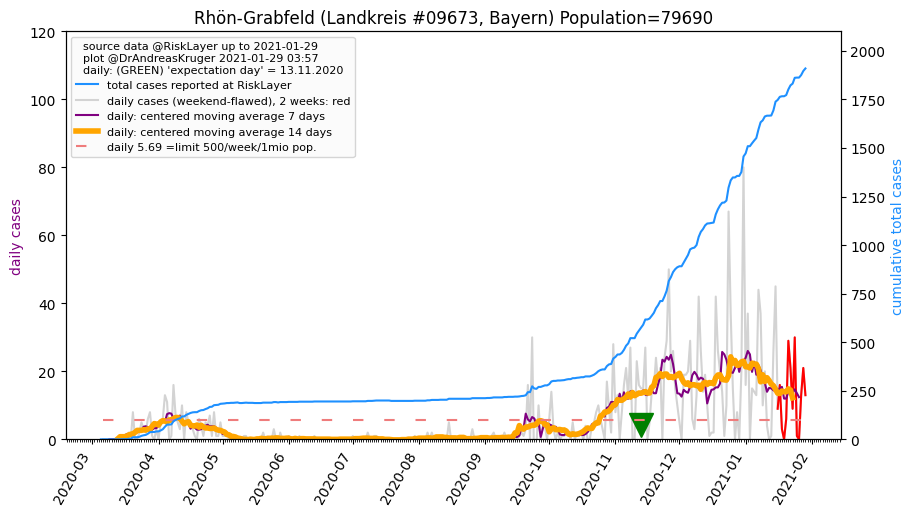 Rhön-Grabfeld (Landkreis #09673, Bayern) Population=79690
source data @RiskLayer up to 2021-01-29
plot @DrAndreasKruger 2021-01-29 03:57
daily: (GREEN) 'expectation day' = 13.11.2020
total cases reported at RiskLayer
daily cases (weekend-flawed), 2 weeks: red
daily: centered moving average 7 days
daily: centered moving average 14 days
daily 5.69 =limit 500/week/1mio pop.
daily cases
120
100
80
60
40
20
0
cumulative total cases
2000
1750
1500
1250
1000
750
500
250
0
2020-03
2020-04
2020-05
2020-06
2020-07
2020-08
2020-09
2020-10
2020-11
2020-12
2021-01
2021-02